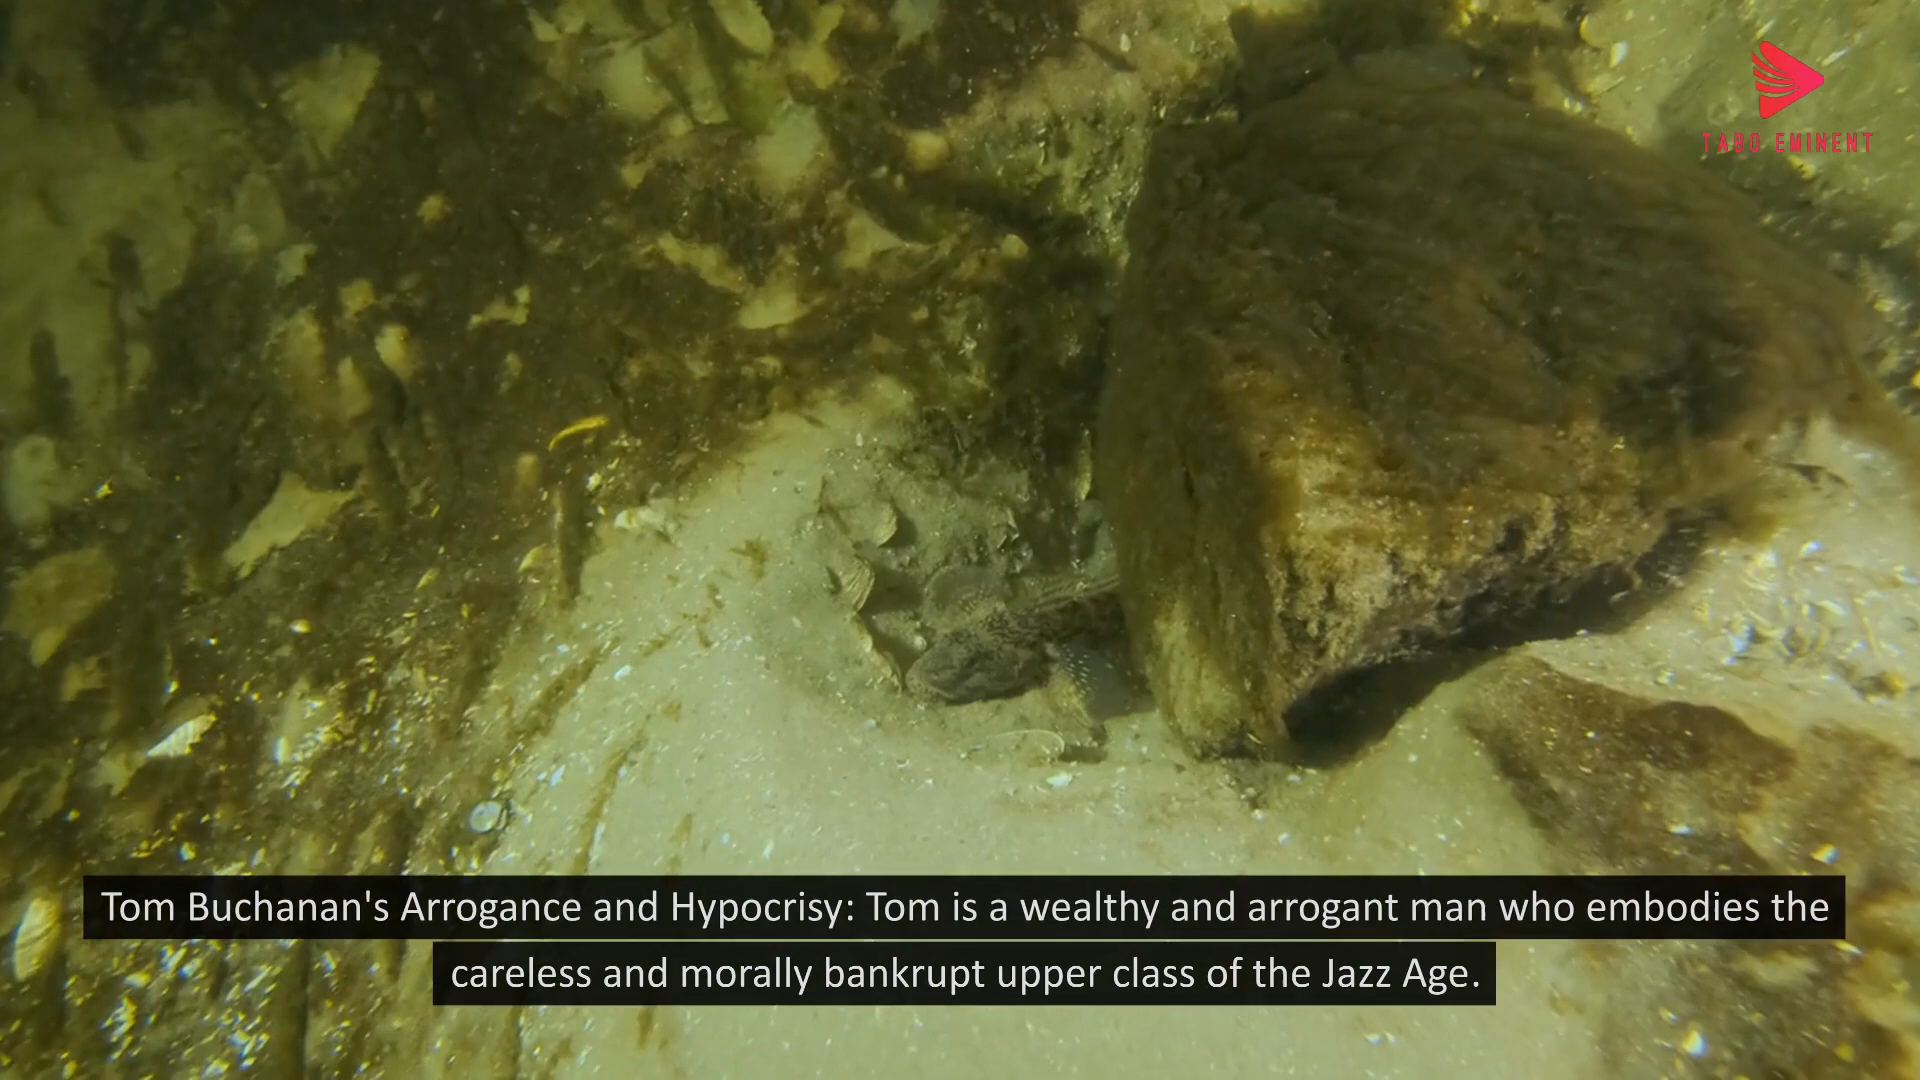 TABO EMINENT
Tom Buchanan's Arrogance and Hypocrisy: Tom is a wealthy and arrogant man who embodies the
careless and morally bankrupt upper class of the Jazz Age.